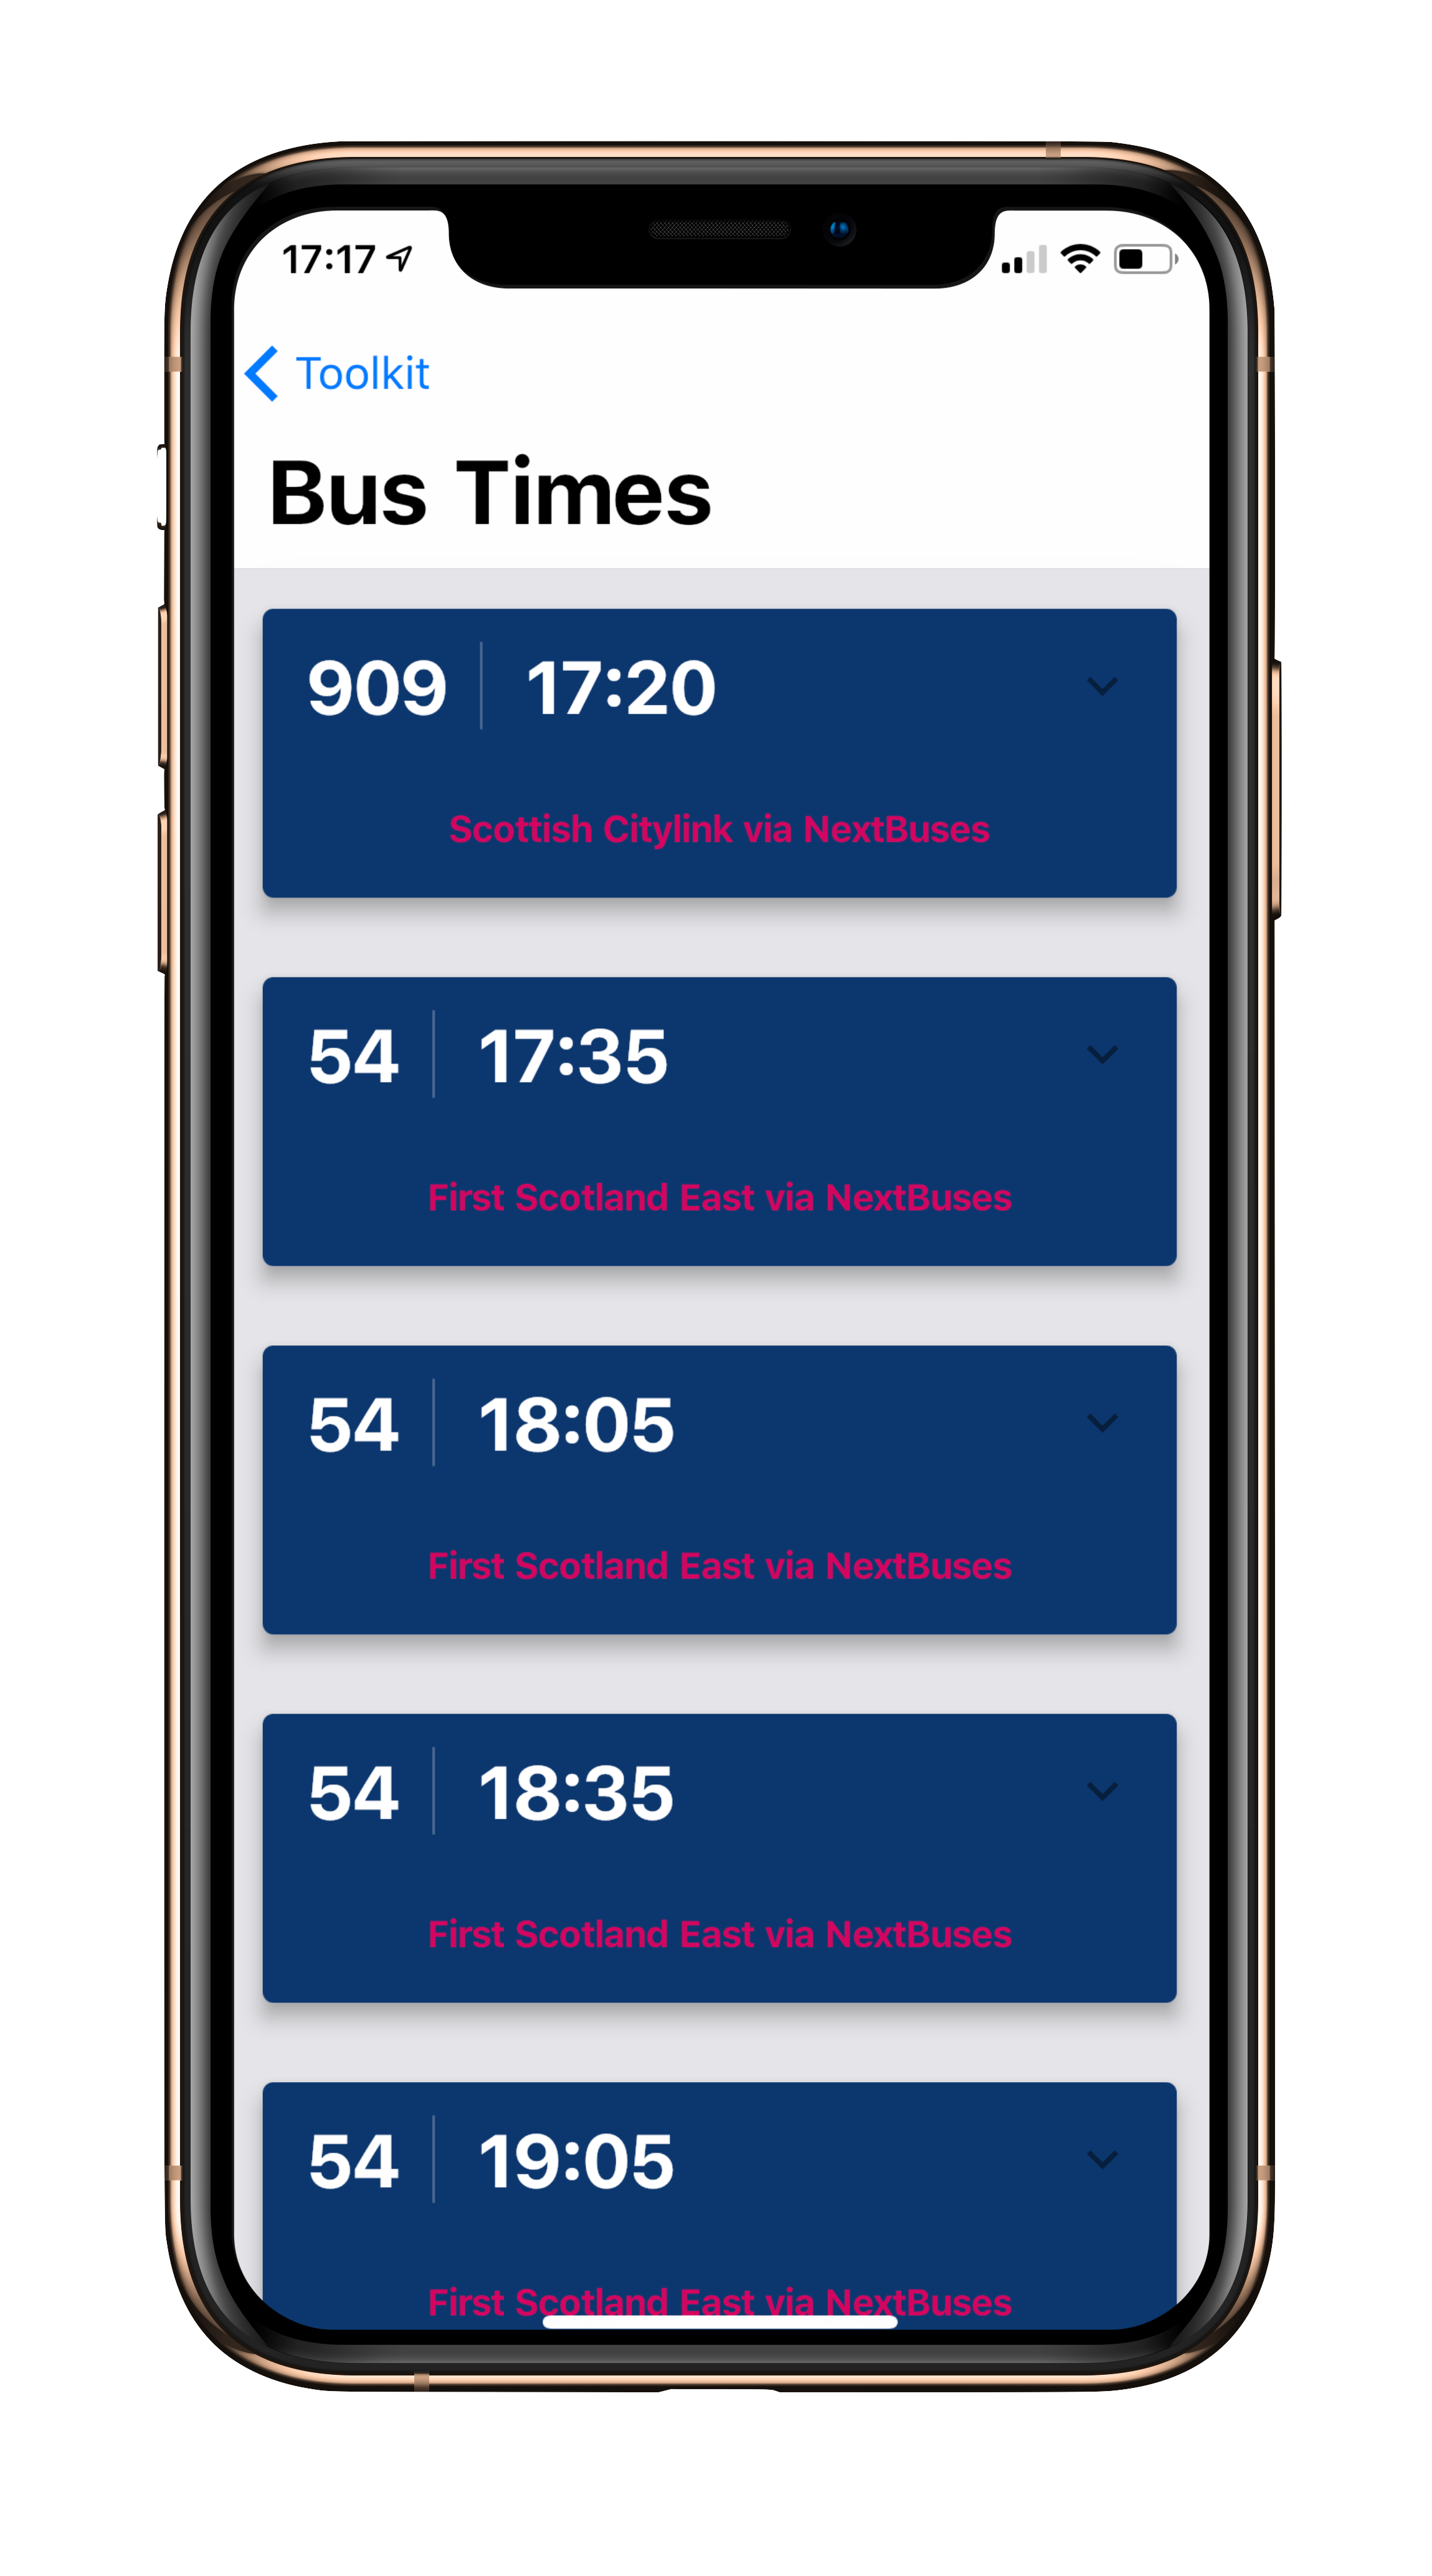 17:17
Toolkit
Bus Times
909 17:20
Scottish Citylink via NextBuses
54 17:35
First Scotland East via NextBuses
54 18:05
First Scotland East via NextBuses
54 18:35
First Scotland East via NextBuses
54 19:05
First Scotland East via NextBuses